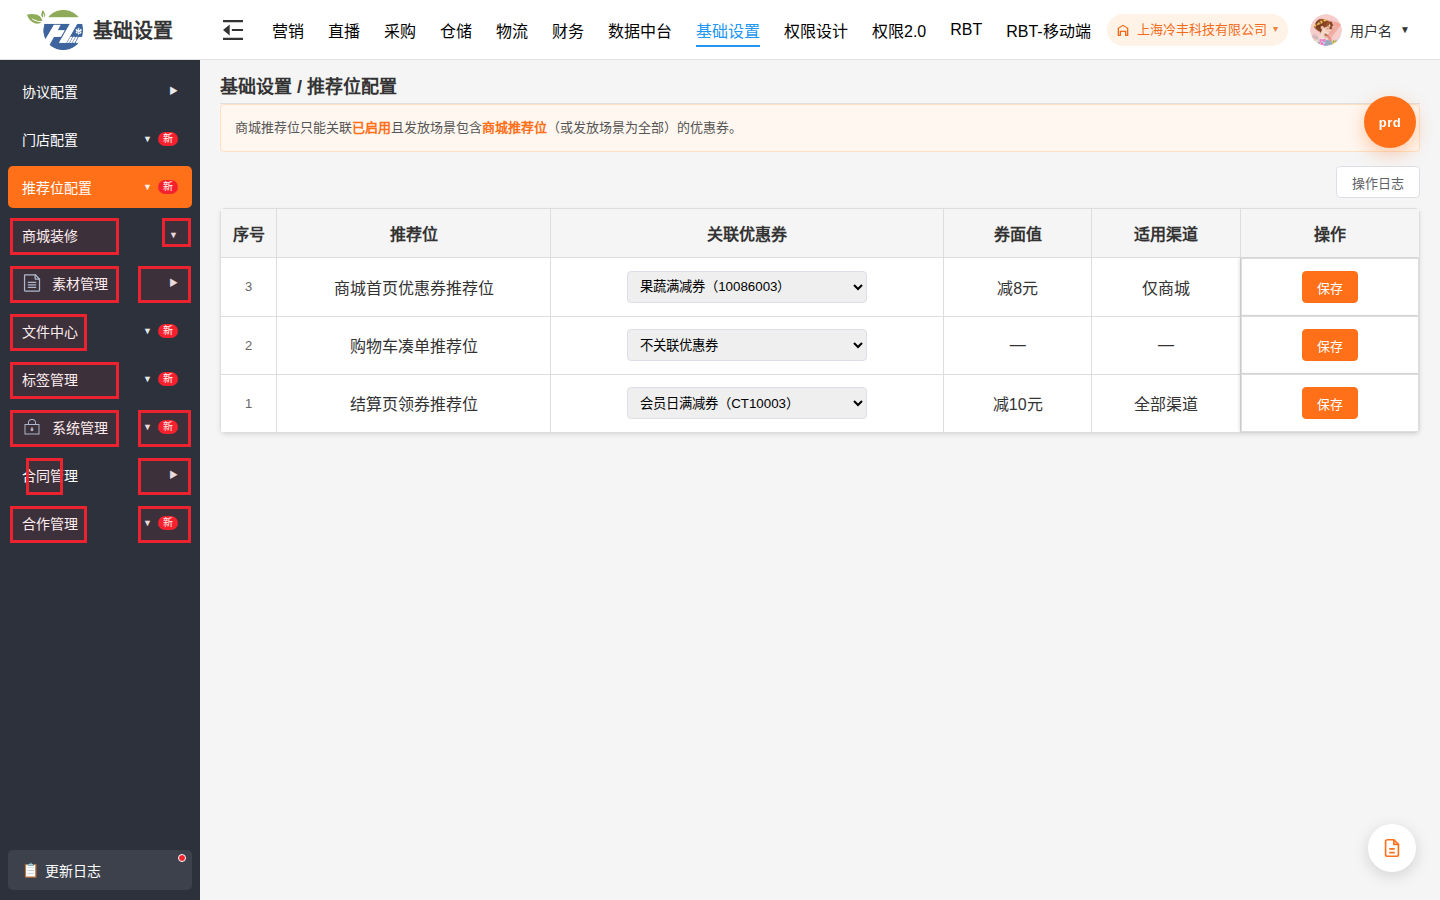 基础设置
营销 直播 采购 仓储 物流 财务 数据中台 基础设置 权限设计 权限2.0 RBT RBT-移动端
上海冷丰科技有限公司
用户名
协议配置
门店配置 新
推荐位配置 新
商城装修
素材管理
文件中心 新
标签管理 新
系统管理 新
合同管理
合作管理 新
更新日志
基础设置 / 推荐位配置
商城推荐位只能关联已启用且发放场景包含商城推荐位（或发放场景为全部）的优惠券。
prd
操作日志
序号 推荐位 关联优惠券 券面值 适用渠道 操作
3 商城首页优惠券推荐位 果蔬满减券（10086003） 减8元 仅商城 保存
2 购物车凑单推荐位 不关联优惠券 — — 保存
1 结算页领券推荐位 会员日满减券（CT10003） 减10元 全部渠道 保存